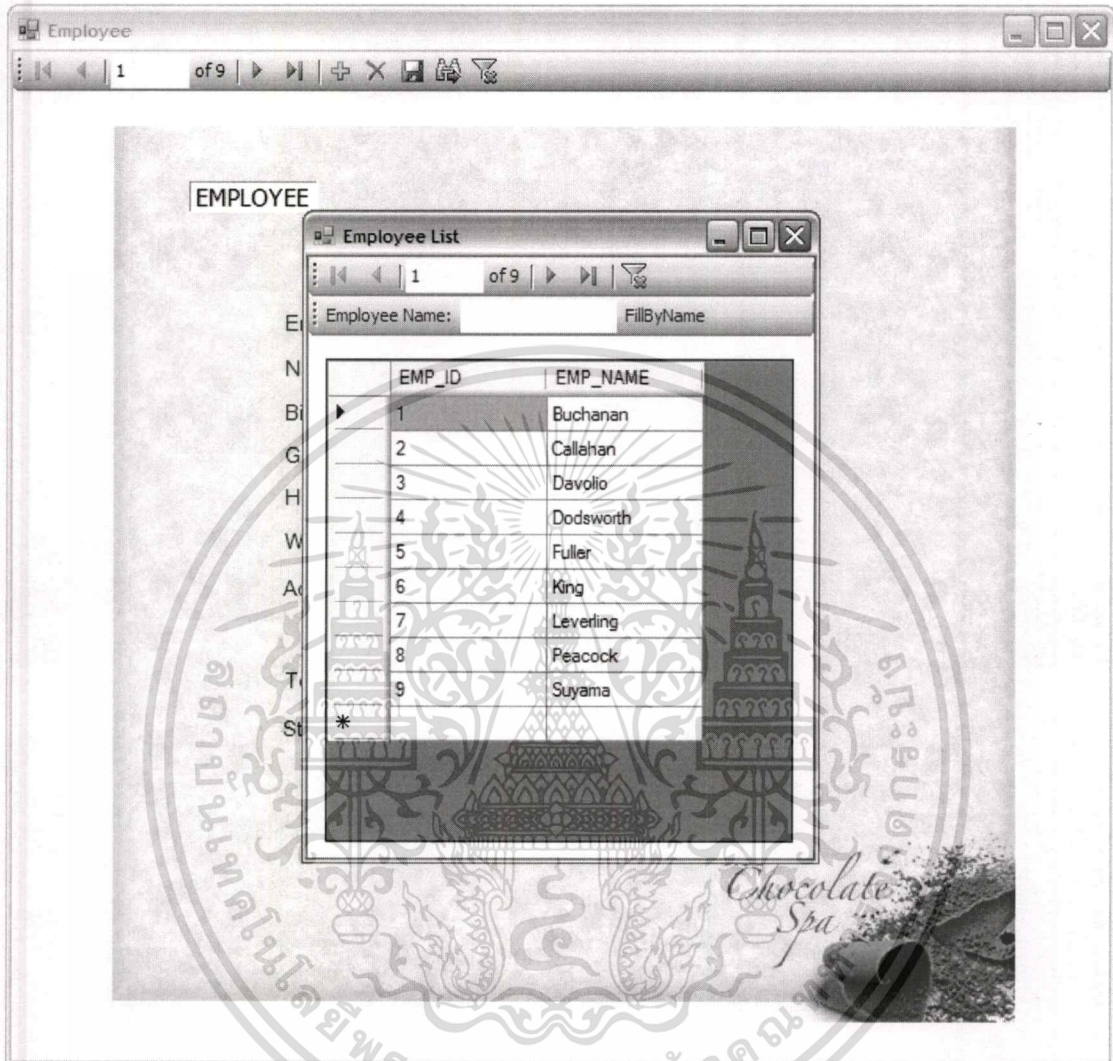 Employee
1 of 9
EMPLOYEE
Employee List
1 of 9
Employee Name: FillByName
EMP_ID EMP_NAME
1 Buchanan
2 Callahan
3 Davolio
4 Dodsworth
5 Fuller
6 King
7 Leverling
8 Peacock
9 Suyama
Chocolate
Spa